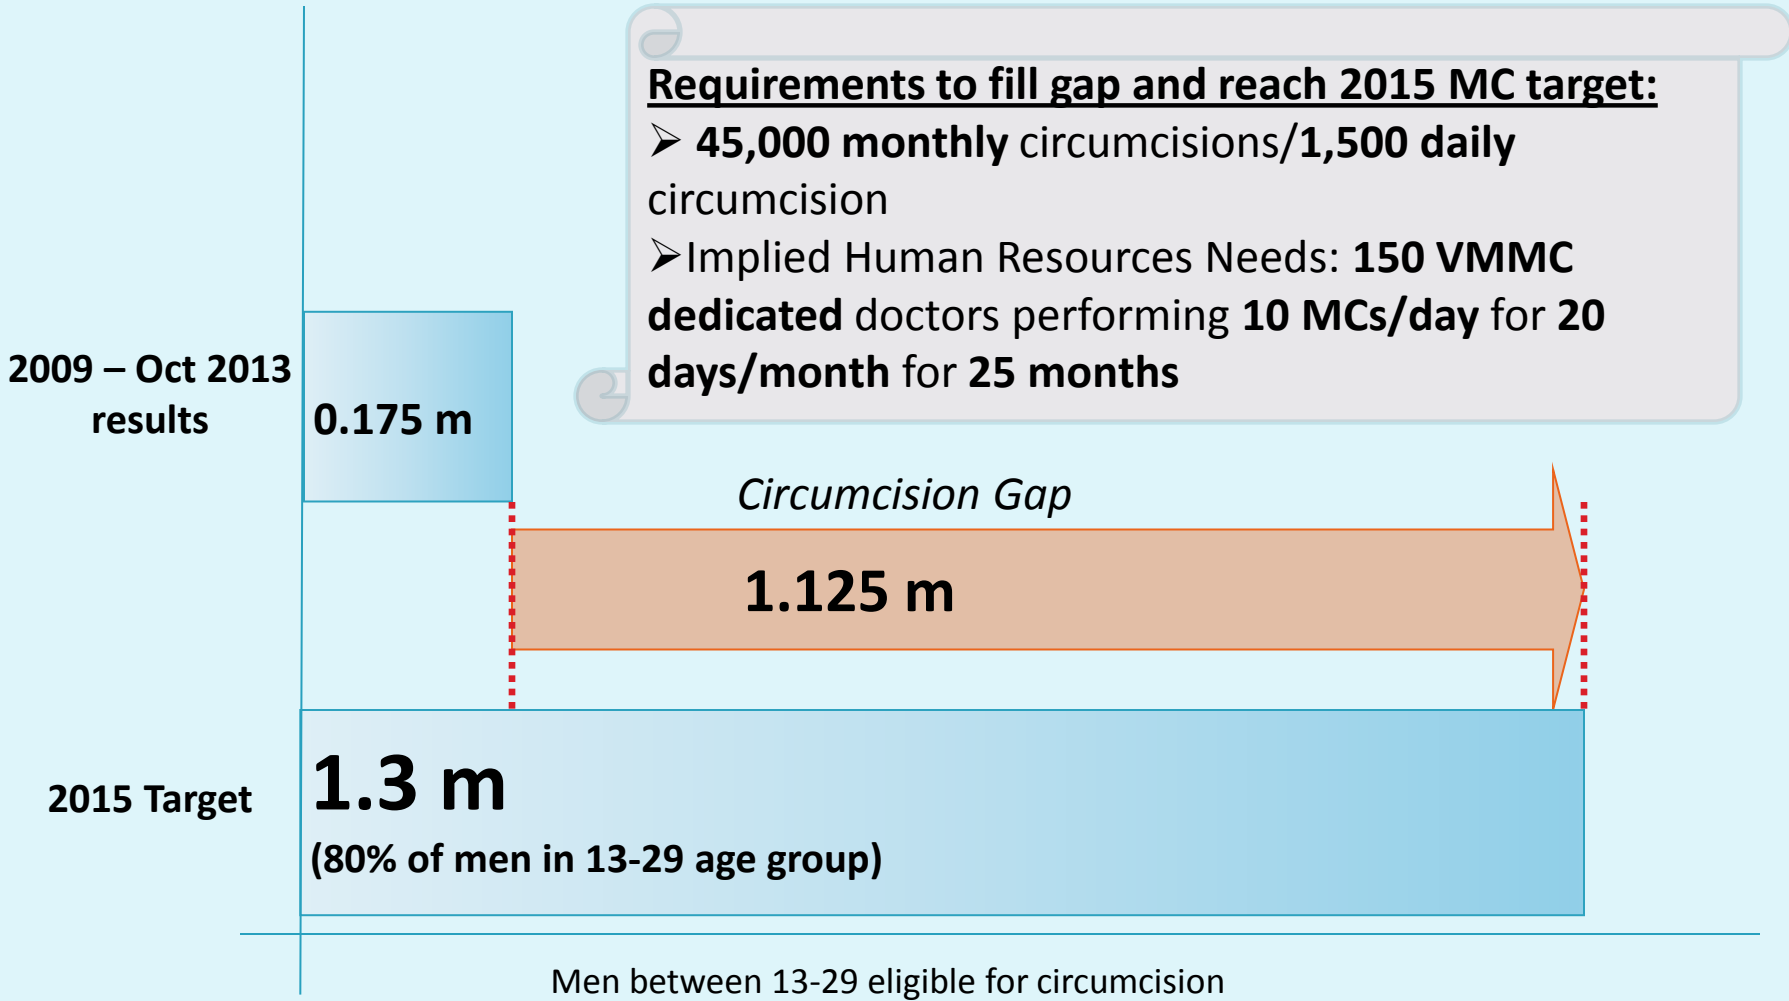 Requirements to fill gap and reach 2015 MC target:
➢ 45,000 monthly circumcisions/1,500 daily
circumcision
➢Implied Human Resources Needs: 150 VMMC
dedicated doctors performing 10 MCs/day for 20
days/month for 25 months
2009 – Oct 2013
results
0.175 m
Circumcision Gap
1.125 m
2015 Target
1.3 m
(80% of men in 13-29 age group)
Men between 13-29 eligible for circumcision